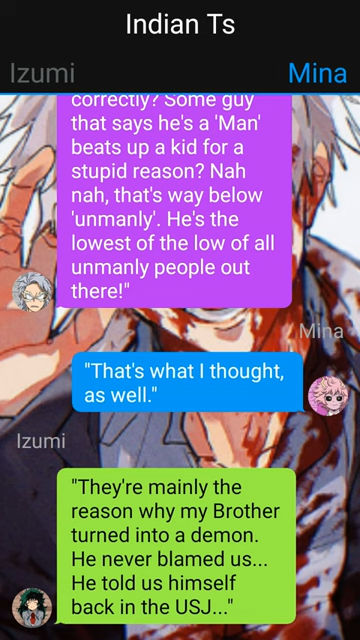 Indian Ts
Izumi
Mina
correctly? Some guy
that says he's a 'Man'
beats up a kid for a
stupid reason? Nah
nah, that's way below
'unmanly'. He's the
lowest of the low of all
unmanly people out
there!"
Mina
"That's what I thought,
as well."
Izumi
"They're mainly the
reason why my Brother
turned into a demon.
He never blamed us...
He told us himself
back in the USJ..."